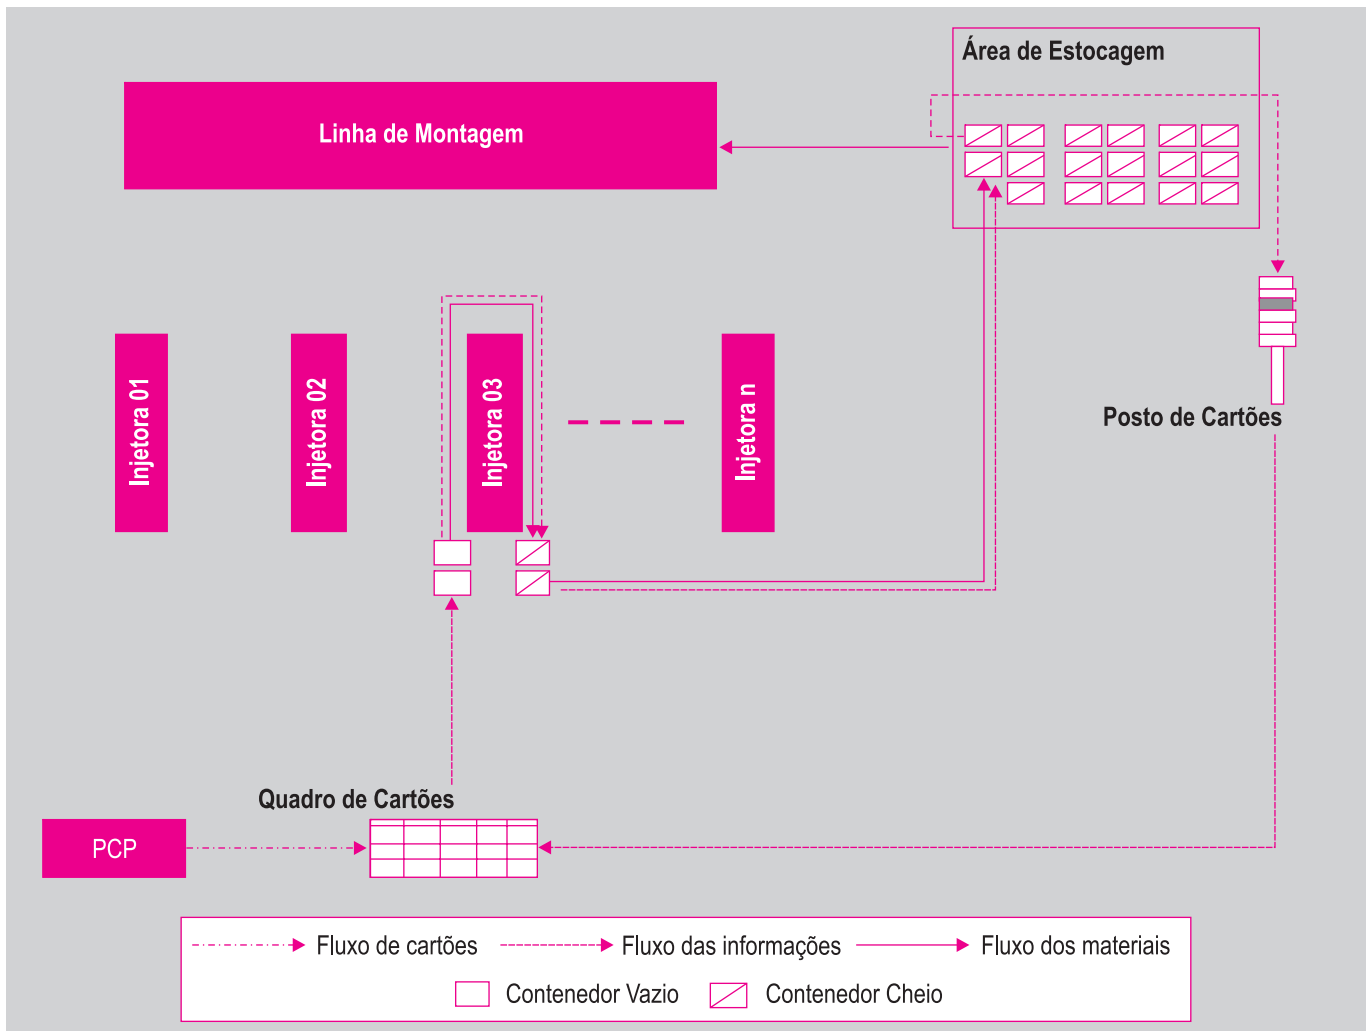 Área de Estocagem
Linha de Montagem
Injetora 01
Injetora 02
Injetora 03
Injetora n
Posto de Cartões
Quadro de Cartões
PCP
Fluxo de cartões
Fluxo das informações
Fluxo dos materiais
Contenedor Vazio
Contenedor Cheio